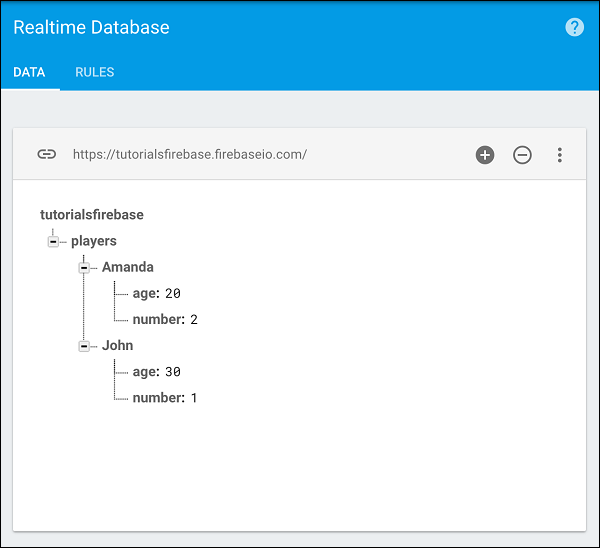 Realtime Database
?
DATA RULES
https://tutorialsfirebase.firebaseio.com/
tutorialsfirebase
players
Amanda
age: 20
number: 2
John
age: 30
number: 1